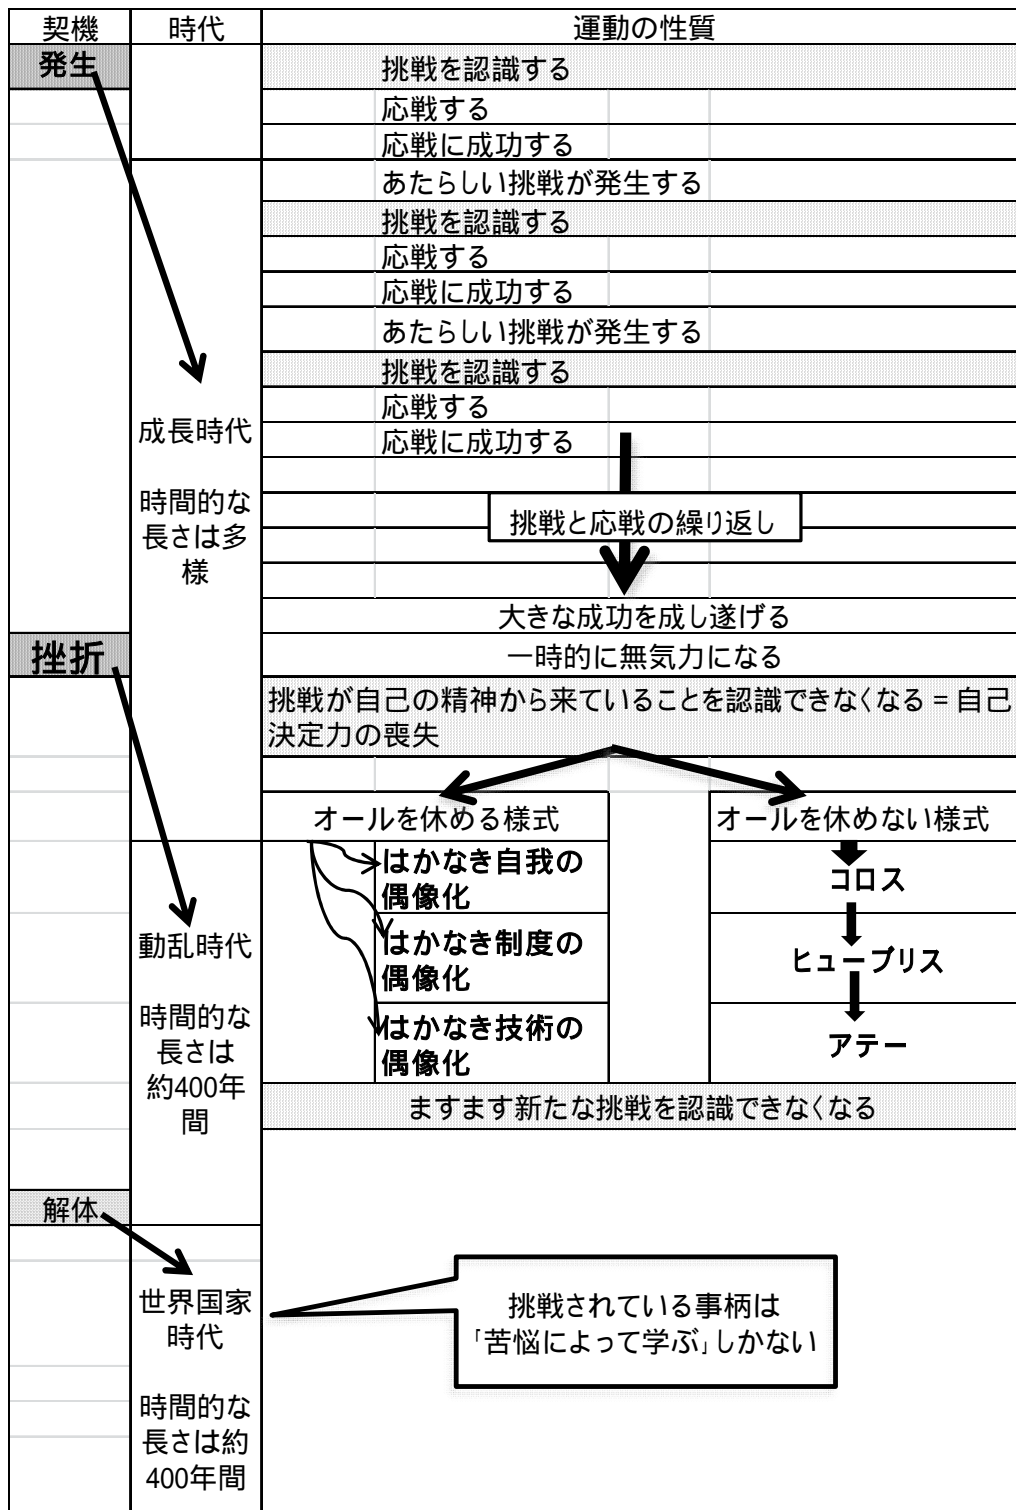 契機 時代 運動の性質
発生
挑戦を認識する
応戦する
応戦に成功する
あたらしい挑戦が発生する
挑戦を認識する
応戦する
応戦に成功する
あたらしい挑戦が発生する
挑戦を認識する
応戦する
応戦に成功する
成長時代
時間的な
長さは多
様
挑戦と応戦の繰り返し
大きな成功を成し遂げる
挫折
一時的に無気力になる
挑戦が自己の精神から来ていることを認識できなくなる = 自己
決定力の喪失
オールを休める様式
オールを休めない様式
はかなき自我の
偶像化
はかなき制度の
偶像化
はかなき技術の
偶像化
コロス
ヒューブリス
アテー
動乱時代
時間的な
長さは
約400年
間
ますます新たな挑戦を認識できなくなる
解体
世界国家
時代
時間的な
長さは約
400年間
挑戦されている事柄は
「苦悩によって学ぶ」しかない